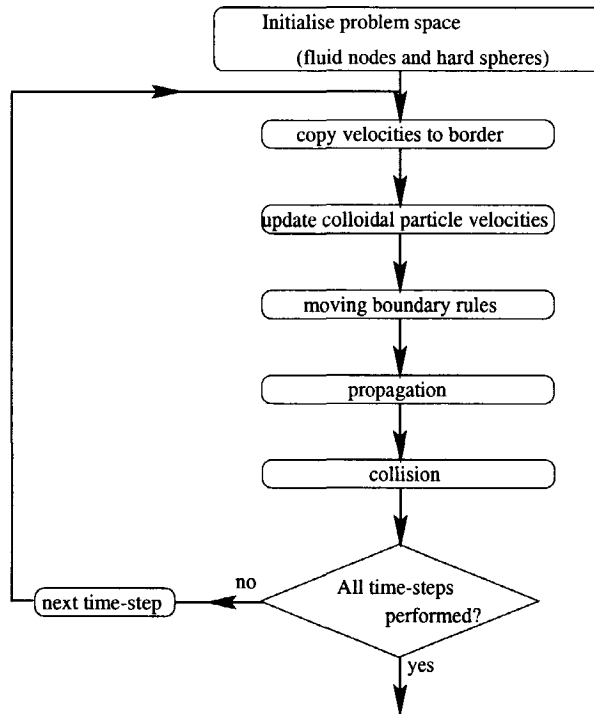 Initialise problem space
(fluid nodes and hard spheres)
copy velocities to border
update colloidal particle velocities
moving boundary rules
propagation
collision
All time-steps
performed?
no
next time-step
yes